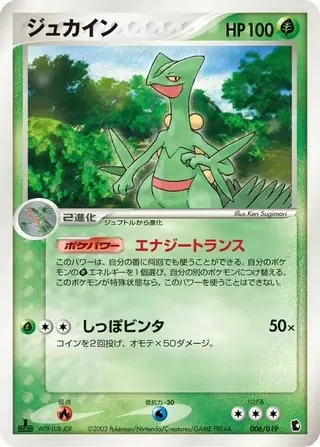 ジュカイン HP100
Illus.Ken Sugimori
2進化 ジュプトルから進化
ポケパワー エナジートランス
このパワーは、自分の番に何回でも使うことができる。自分のポケモンの エネルギーを1個選び、自分の別のポケモンにつけ替える。このポケモンが特殊状態なら、このパワーを使うことはできない。
しっぽビンタ 50×
コインを2回投げ、オモテ×50ダメージ。
弱点 抵抗力 -30 にげる
©2003 Pokémon/Nintendo/Creatures/GAME FREAK. 006/019